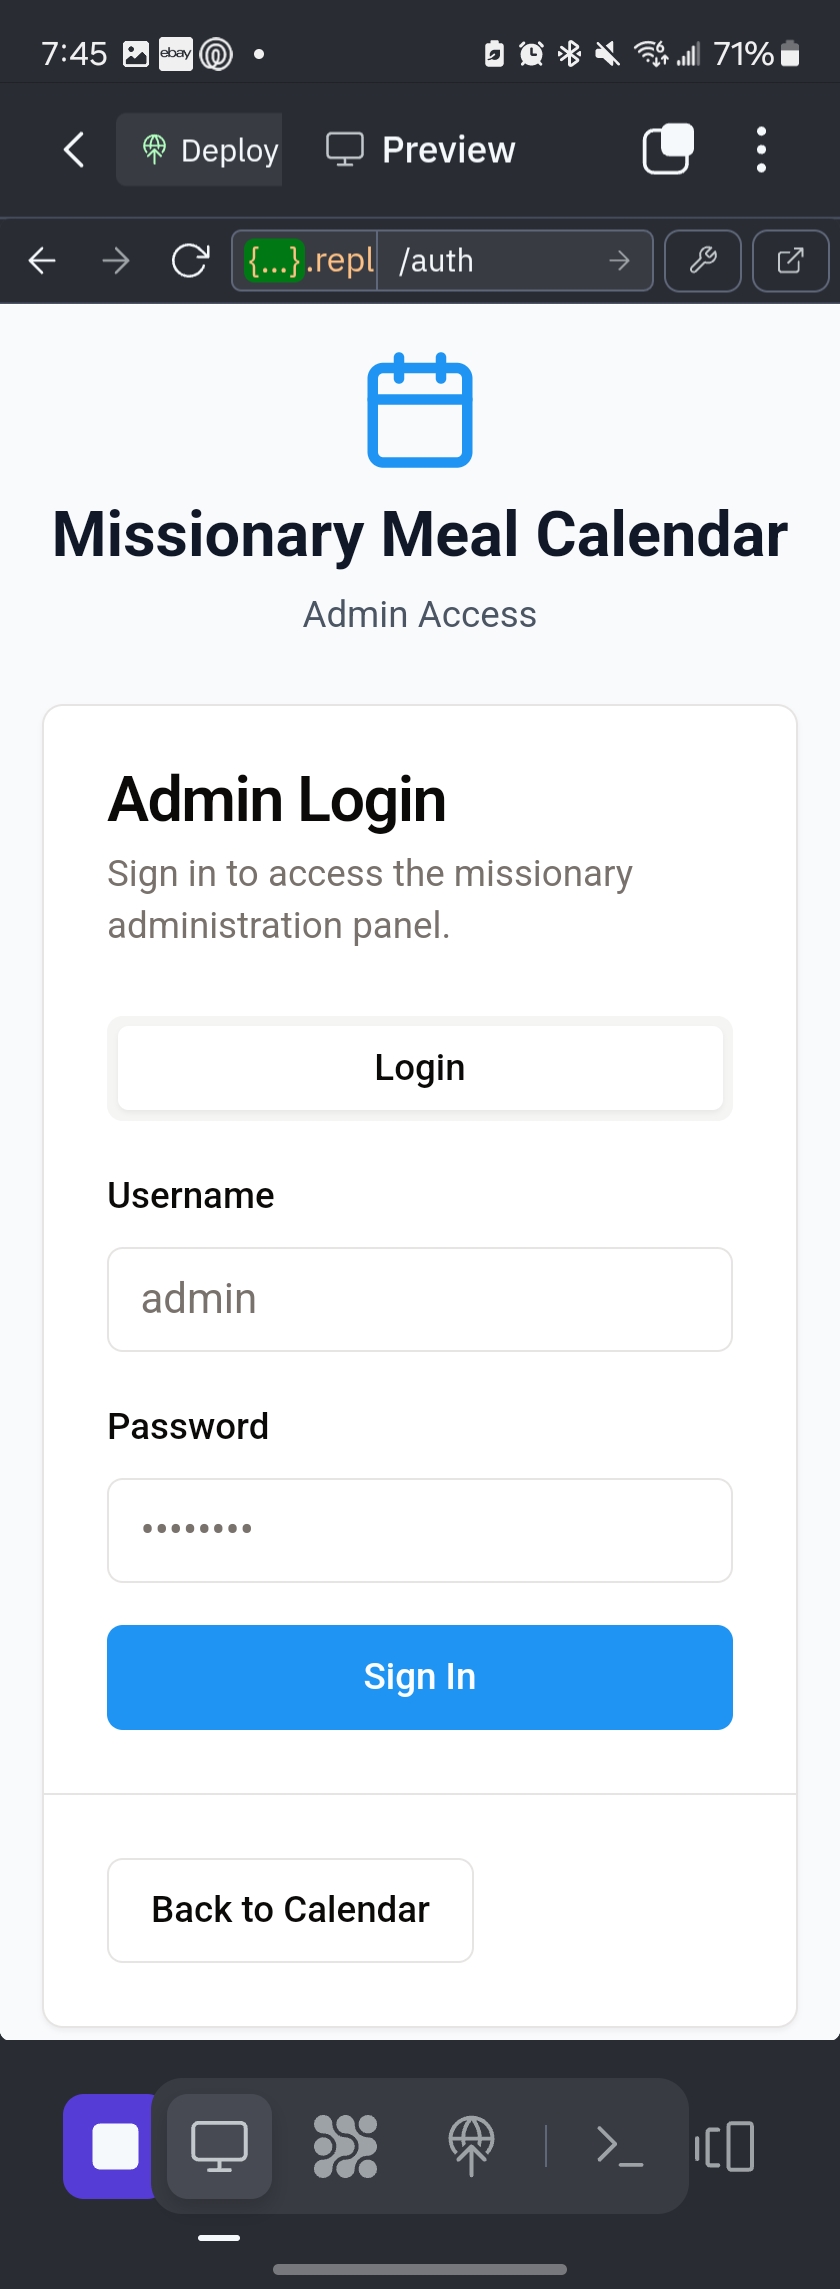 7:45 ebay 71%
Deploy Preview
{...}.repl /auth
Missionary Meal Calendar
Admin Access
Admin Login
Sign in to access the missionary
administration panel.
Login
Username
admin
Password
••••••••
Sign In
Back to Calendar